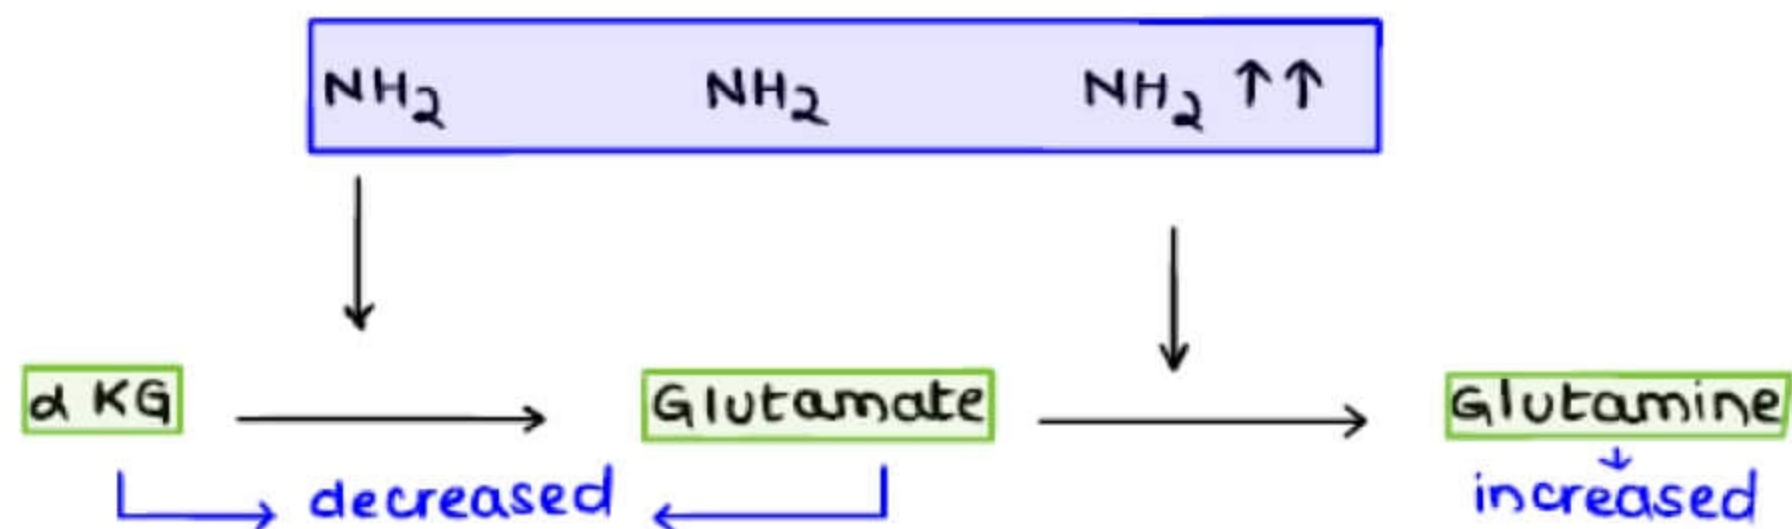 NH₂ NH₂ NH₂ ↑↑
α KG → Glutamate → Glutamine
decreased increased